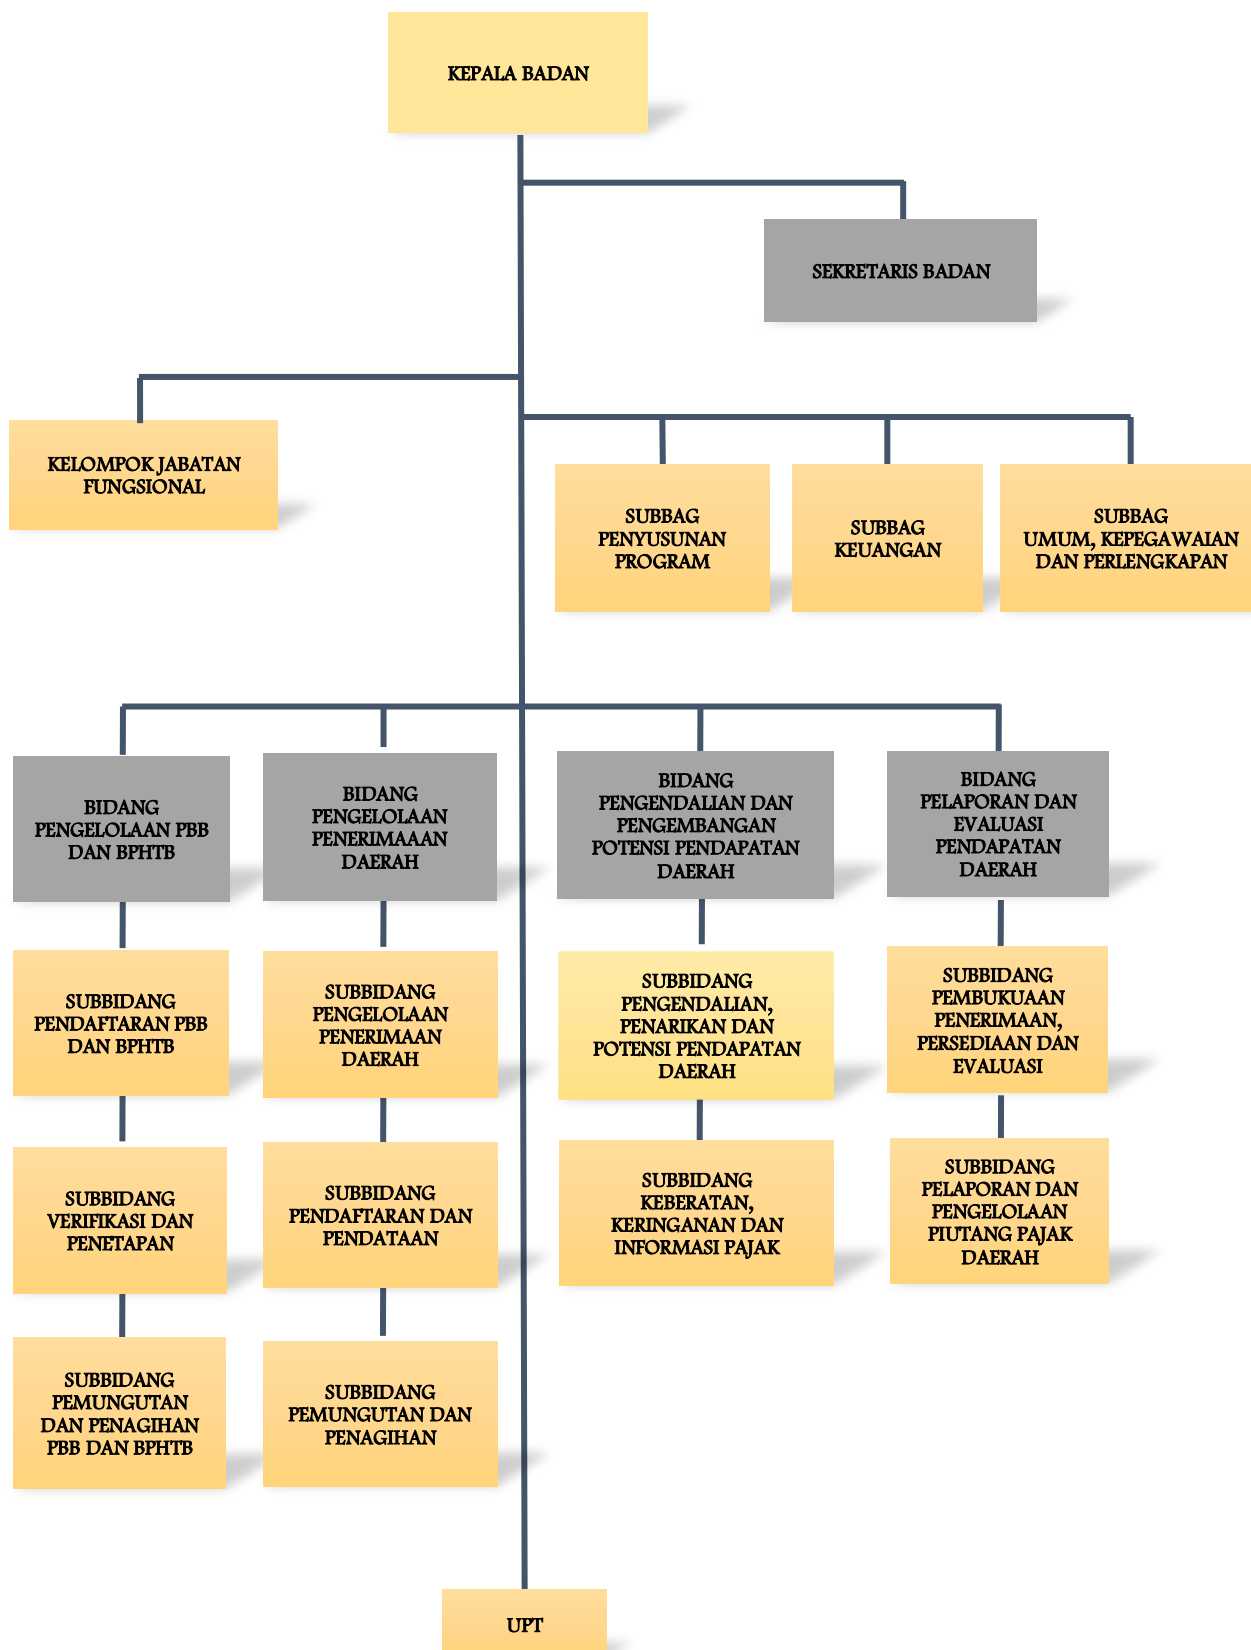 KEPALA BADAN
SEKRETARIS BADAN
KELOMPOK JABATAN
FUNGSIONAL
SUBBAG
PENYUSUNAN
PROGRAM
SUBBAG
KEUANGAN
SUBBAG
UMUM, KEPEGAWAIAN
DAN PERLENGKAPAN
BIDANG
PENGELOLAAN PBB
DAN BPHTB
BIDANG
PENGELOLAAN
PENERIMAAAN
DAERAH
BIDANG
PENGENDALIAN DAN
PENGEMBANGAN
POTENSI PENDAPATAN
DAERAH
BIDANG
PELAPORAN DAN
EVALUASI
PENDAPATAN
DAERAH
SUBBIDANG
PENDAFTARAN PBB
DAN BPHTB
SUBBIDANG
PENGELOLAAN
PENERIMAAN
DAERAH
SUBBIDANG
PENGENDALIAN,
PENARIKAN DAN
POTENSI PENDAPATAN
DAERAH
SUBBIDANG
PEMBUKUAAN
PENERIMAAN,
PERSEDIAAN DAN
EVALUASI
SUBBIDANG
VERIFIKASI DAN
PENETAPAN
SUBBIDANG
PENDAFTARAN DAN
PENDATAAN
SUBBIDANG
KEBERATAN,
KERINGANAN DAN
INFORMASI PAJAK
SUBBIDANG
PELAPORAN DAN
PENGELOLAAN
PIUTANG PAJAK
DAERAH
SUBBIDANG
PEMUNGUTAN
DAN PENAGIHAN
PBB DAN BPHTB
SUBBIDANG
PEMUNGUTAN DAN
PENAGIHAN
UPT